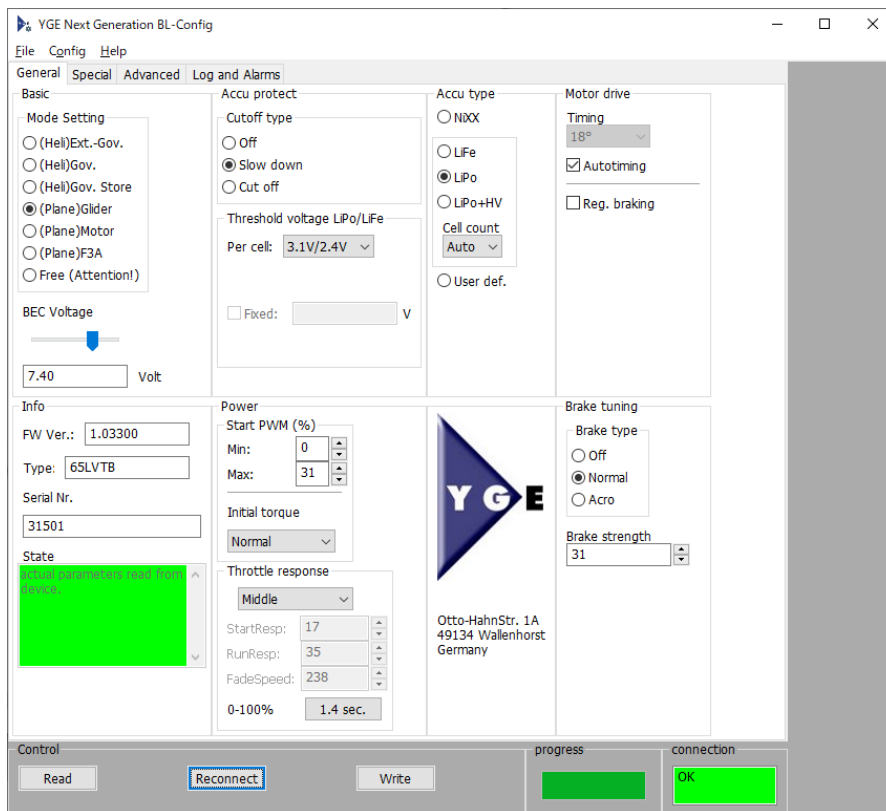 YGE Next Generation BL-Config
File Config Help
General Special Advanced Log and Alarms
Basic
Mode Setting
(Heli)Ext.-Gov.
(Heli)Gov.
(Heli)Gov. Store
(Plane)Glider
(Plane)Motor
(Plane)F3A
Free (Attention!)
BEC Voltage
7.40 Volt
Accu protect
Cutoff type
Off
Slow down
Cut off
Threshold voltage LiPo/LiFe
Per cell: 3.1V/2.4V
Fixed: V
Accu type
NiXX
LiFe
LiPo
LiPo+HV
Cell count
Auto
User def.
Motor drive
Timing
18°
Autotiming
Reg. braking
Info
FW Ver.: 1.03300
Type: 65LVTB
Serial Nr.
31501
State
actual parameters read from
device.
Power
Start PWM (%)
Min: 0
Max: 31
Initial torque
Normal
Throttle response
Middle
StartResp: 17
RunResp: 35
FadeSpeed: 238
0-100% 1.4 sec.
YGE
Otto-HahnStr. 1A
49134 Wallenhorst
Germany
Brake tuning
Brake type
Off
Normal
Acro
Brake strength
31
Control
Read Reconnect Write
progress
connection
OK